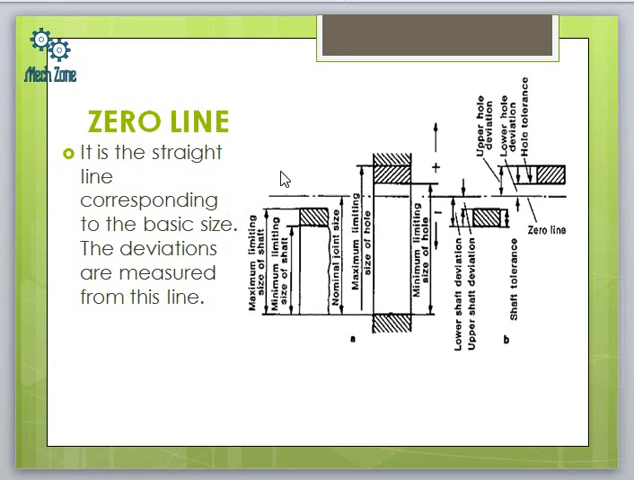 Mech Zone
ZERO LINE
It is the straight
line
corresponding
to the basic size.
The deviations
are measured
from this line.
Maximum limiting
size of shaft
Minimum limiting
size of shaft
Nominal joint size
Maximum limiting
size of hole
Minimum limiting
size of hole
+
−
a
Upper hole
deviation
Lower hole
deviation
Hole tolerance
Zero line
Lower shaft deviation
Upper shaft deviation
Shaft tolerance
b